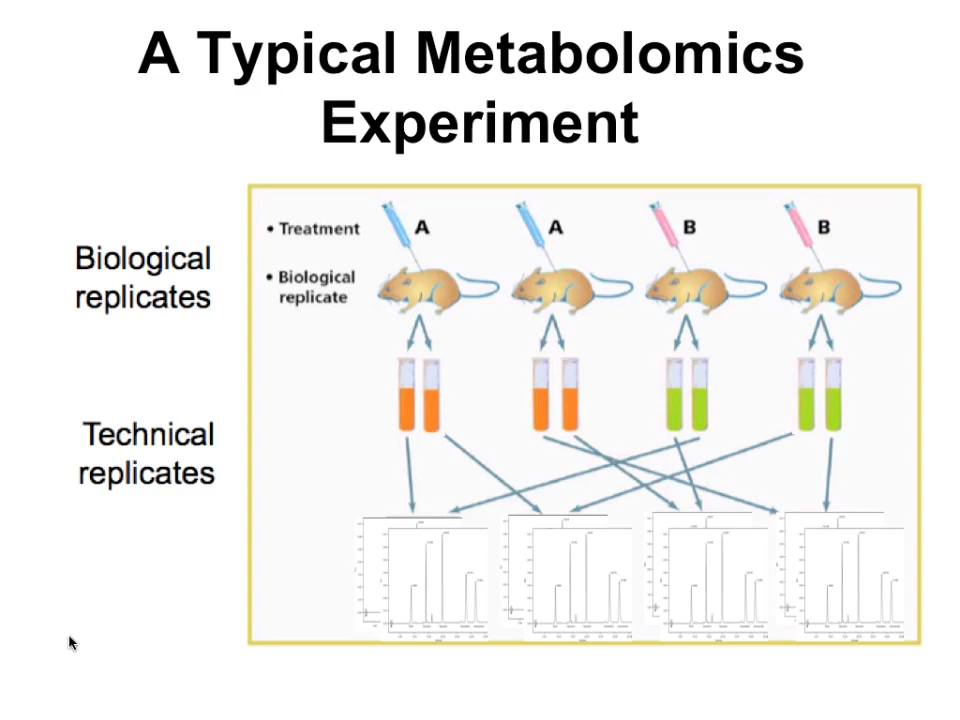 A Typical Metabolomics
Experiment
Biological
replicates
• Treatment
A
A
B
B
• Biological
replicate
Technical
replicates